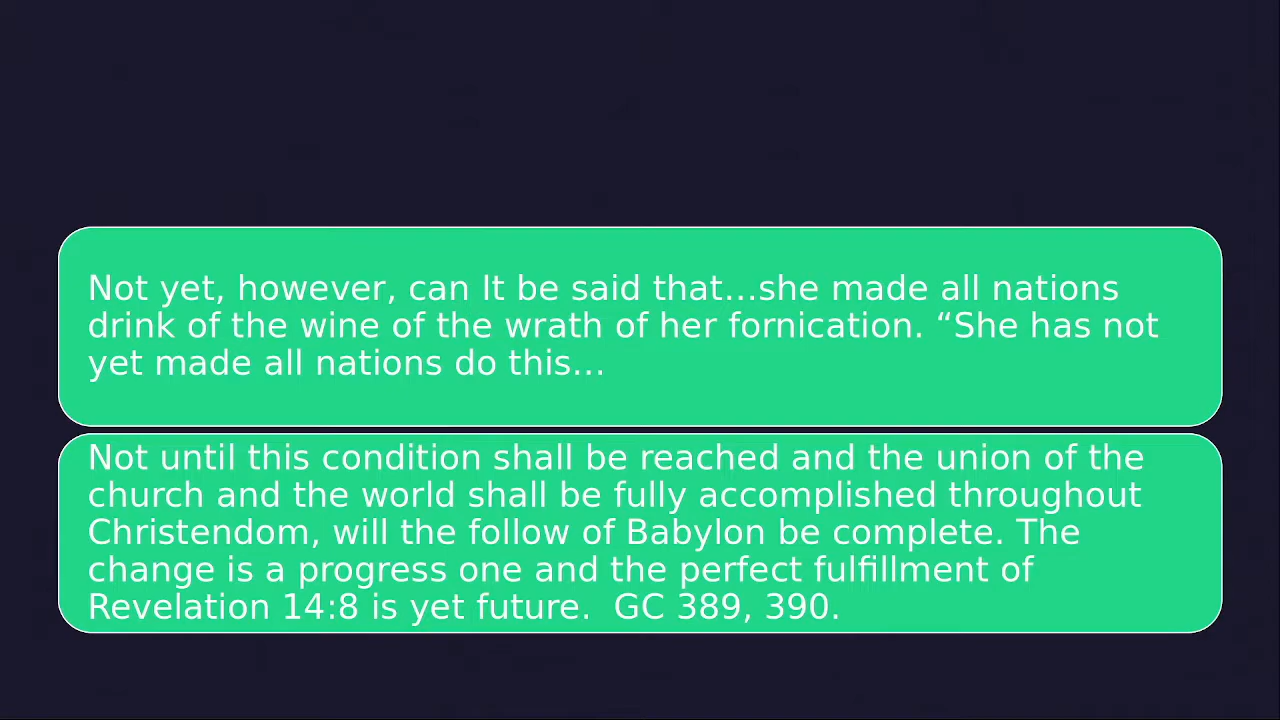 Not yet, however, can It be said that…she made all nations
drink of the wine of the wrath of her fornication. “She has not
yet made all nations do this…
Not until this condition shall be reached and the union of the
church and the world shall be fully accomplished throughout
Christendom, will the follow of Babylon be complete. The
change is a progress one and the perfect fulfillment of
Revelation 14:8 is yet future.  GC 389, 390.